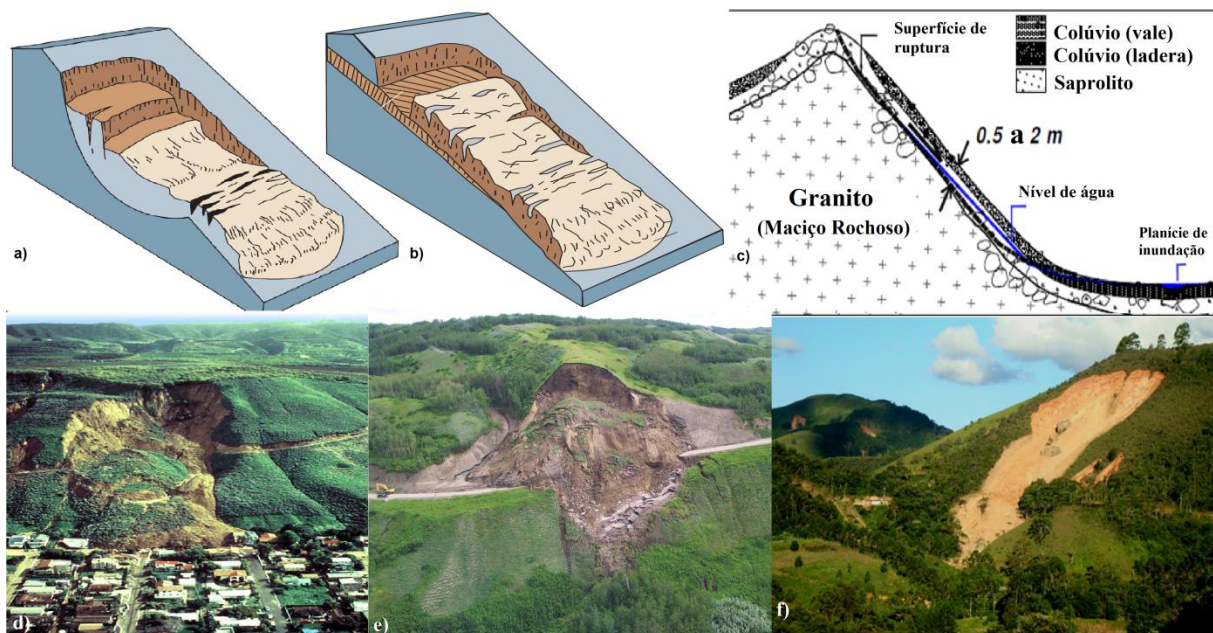 a)
b)
c)
Superfície de
ruptura
Colúvio (vale)
Colúvio (ladera)
Saprolito
0.5 a 2 m
Granito
(Maciço Rochoso)
Nível de água
Planície de
inundação
d)
e)
f)